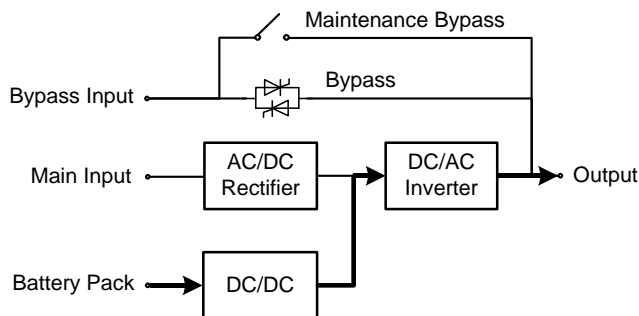 Maintenance Bypass
Bypass Input
Bypass
Main Input
AC/DC
Rectifier
DC/AC
Inverter
Output
Battery Pack
DC/DC